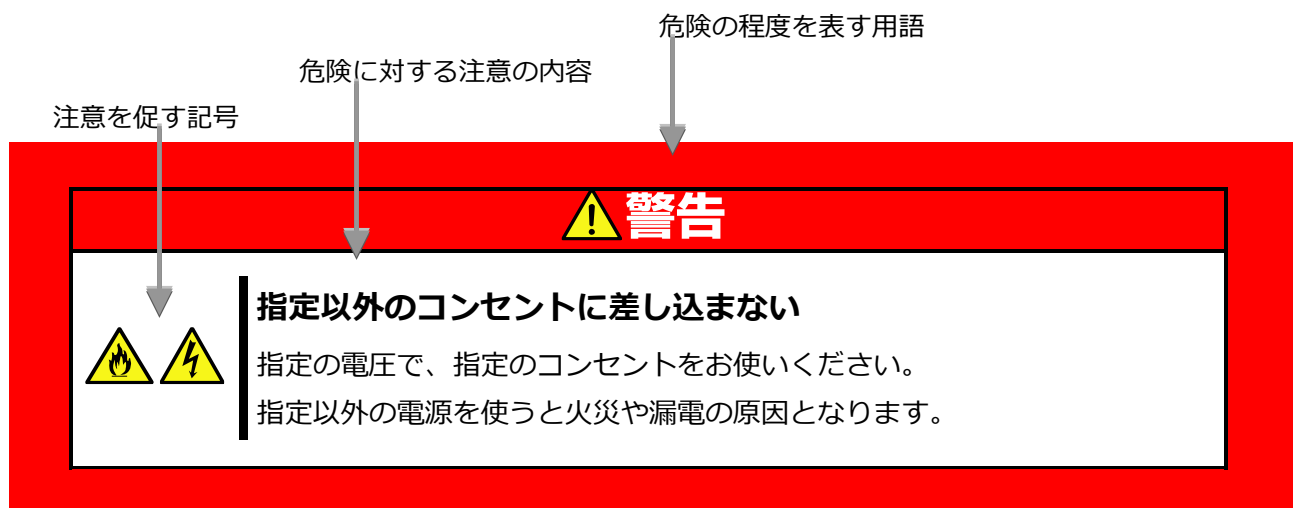 危険の程度を表す用語
危険に対する注意の内容
注意を促す記号
警告
指定以外のコンセントに差し込まない
指定の電圧で、指定のコンセントをお使いください。
指定以外の電源を使うと火災や漏電の原因となります。